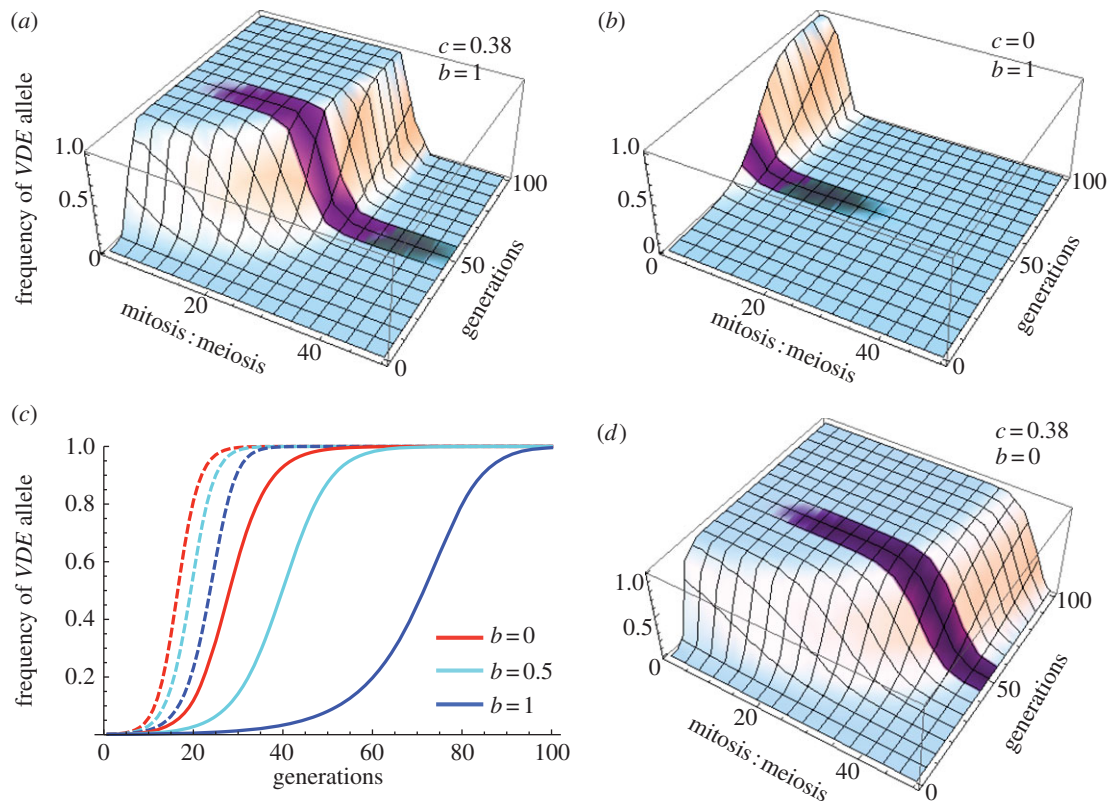 (a)
c=0.38
b=1
frequency of VDE allele
1.0
0.5
0
20
40
mitosis:meiosis
0
50
100
generations
(b)
c=0
b=1
1.0
0.5
0
20
40
mitosis:meiosis
0
50
100
generations
(c)
frequency of VDE allele
1.0
0.8
0.6
0.4
0.2
0
20
40
60
80
100
generations
b=0
b=0.5
b=1
(d)
c=0.38
b=0
1.0
0.5
0
20
40
mitosis:meiosis
0
50
100
generations